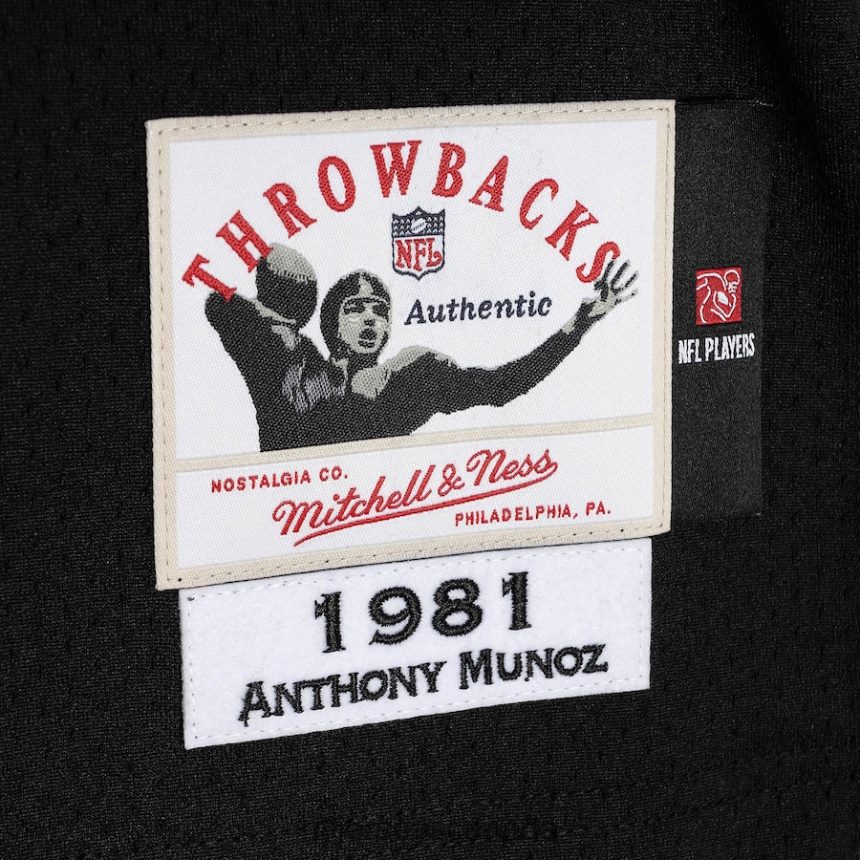 THROWBACKS
NFL
Authentic
NFL PLAYERS
NOSTALGIA CO.
Mitchell & Ness
PHILADELPHIA, PA.
1981
ANTHONY MUNOZ